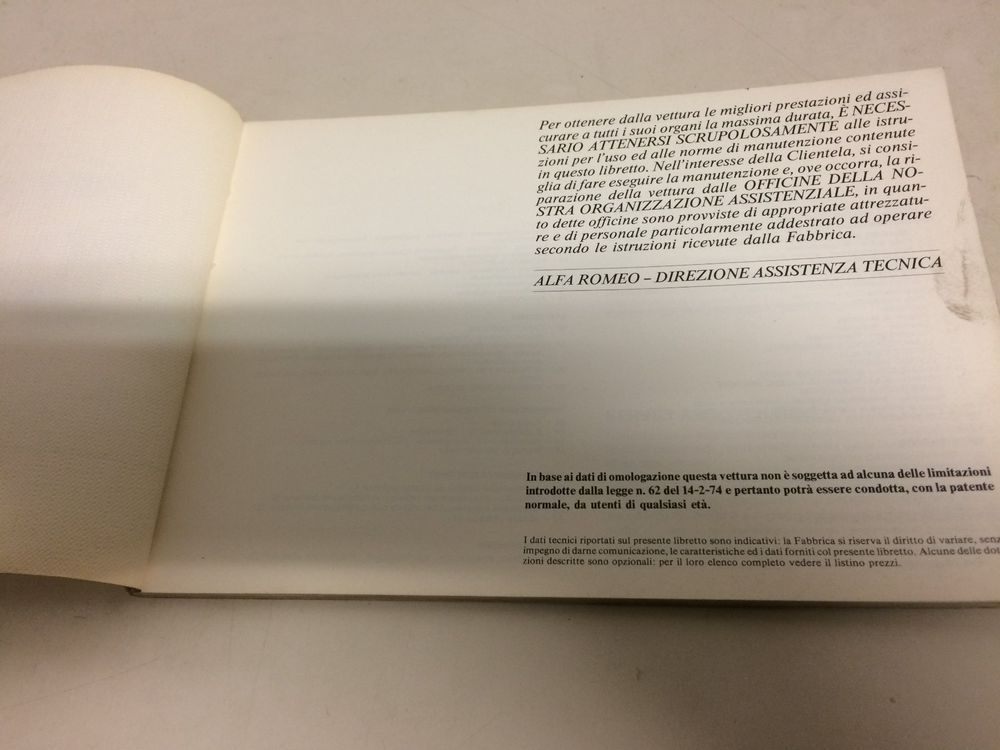 Per ottenere dalla vettura le migliori prestazioni ed assi-
curare a tutti i suoi organi la massima durata, È NECES-
SARIO ATTENERSI SCRUPOLOSAMENTE alle istru-
zioni per l'uso ed alle norme di manutenzione contenute
in questo libretto. Nell'interesse della Clientela, si consi-
glia di fare eseguire la manutenzione e, ove occorra, la ri-
parazione della vettura dalle OFFICINE DELLA NO-
STRA ORGANIZZAZIONE ASSISTENZIALE, in quan-
to dette officine sono provviste di appropriate attrezzatu-
re e di personale particolarmente addestrato ad operare
secondo le istruzioni ricevute dalla Fabbrica.
ALFA ROMEO – DIREZIONE ASSISTENZA TECNICA
In base ai dati di omologazione questa vettura non è soggetta ad alcuna delle limitazioni
introdotte dalla legge n. 62 del 14-2-74 e pertanto potrà essere condotta, con la patente
normale, da utenti di qualsiasi età.
I dati tecnici riportati sul presente libretto sono indicativi: la Fabbrica si riserva il diritto di variare,
impegno di darne comunicazione, le caratteristiche ed i dati forniti col presente libretto. Alcune delle
zioni descritte sono opzionali: per il loro elenco completo vedere il listino prezzi.